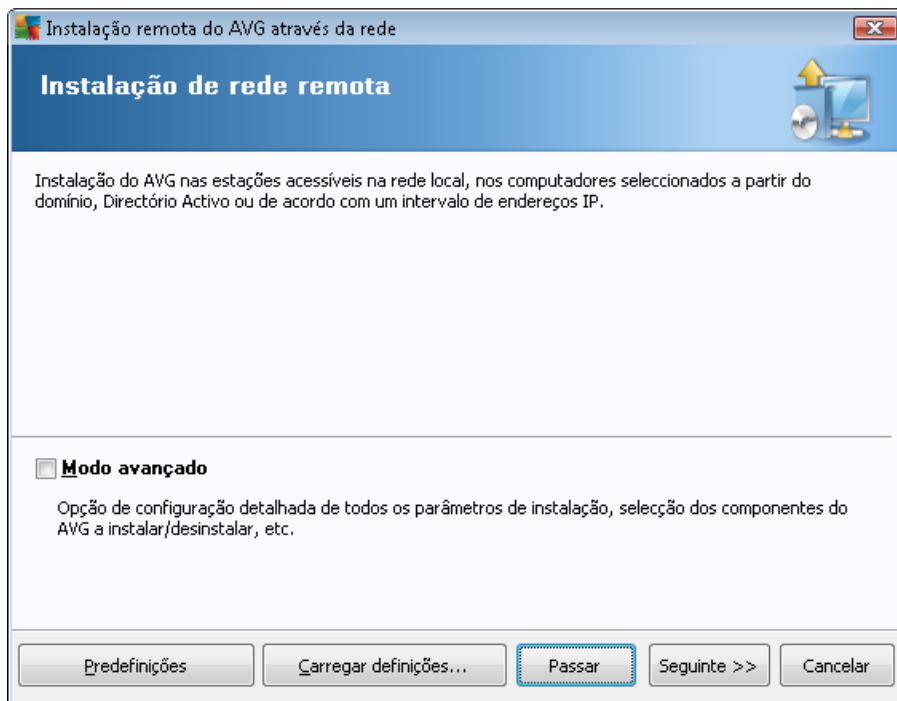 Instalação remota do AVG através da rede
Instalação de rede remota
Instalação do AVG nas estações acessíveis na rede local, nos computadores seleccionados a partir do
domínio, Directório Activo ou de acordo com um intervalo de endereços IP.
Modo avançado
Opção de configuração detalhada de todos os parâmetros de instalação, selecção dos componentes do
AVG a instalar/desinstalar, etc.
Predefinições
Carregar definições...
Passar
Seguinte >>
Cancelar